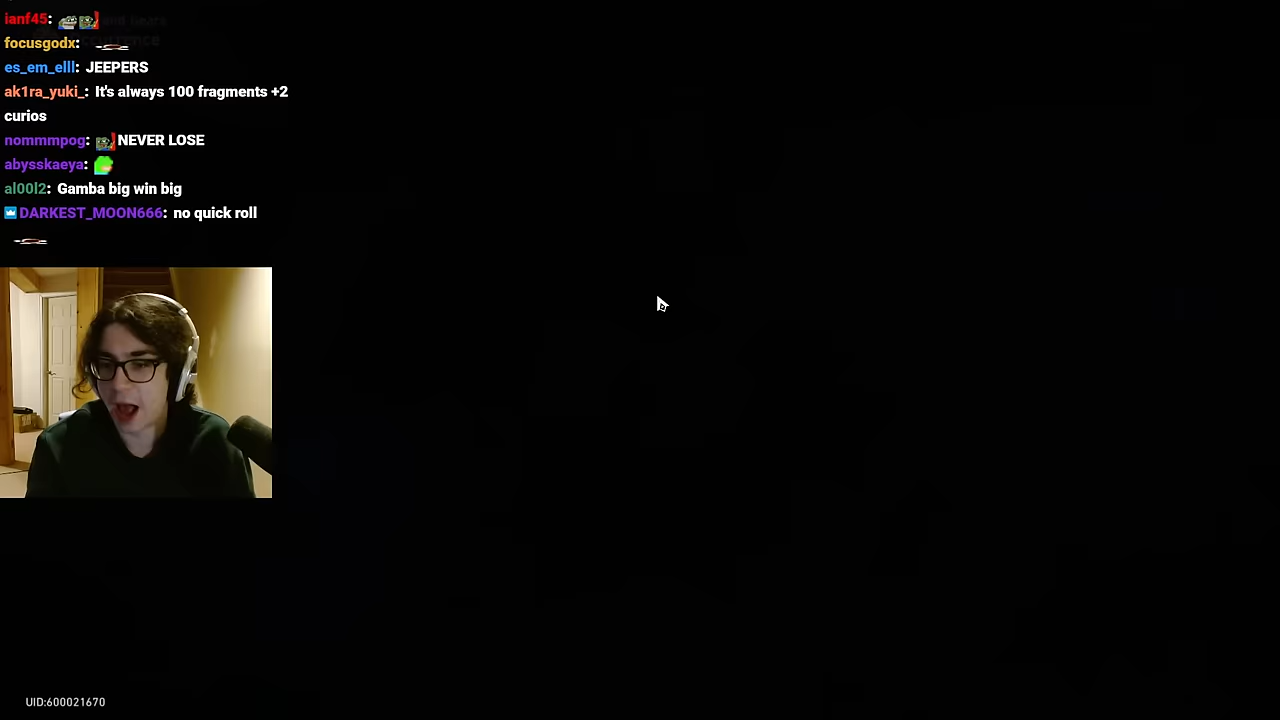 ianf45:
focusgodx:
es_em_elll: JEEPERS
ak1ra_yuki_: It's always 100 fragments +2
curios
nommmpog: NEVER LOSE
abysskaeya:
al00l2: Gamba big win big
DARKEST_MOON666: no quick roll
UID:600021670